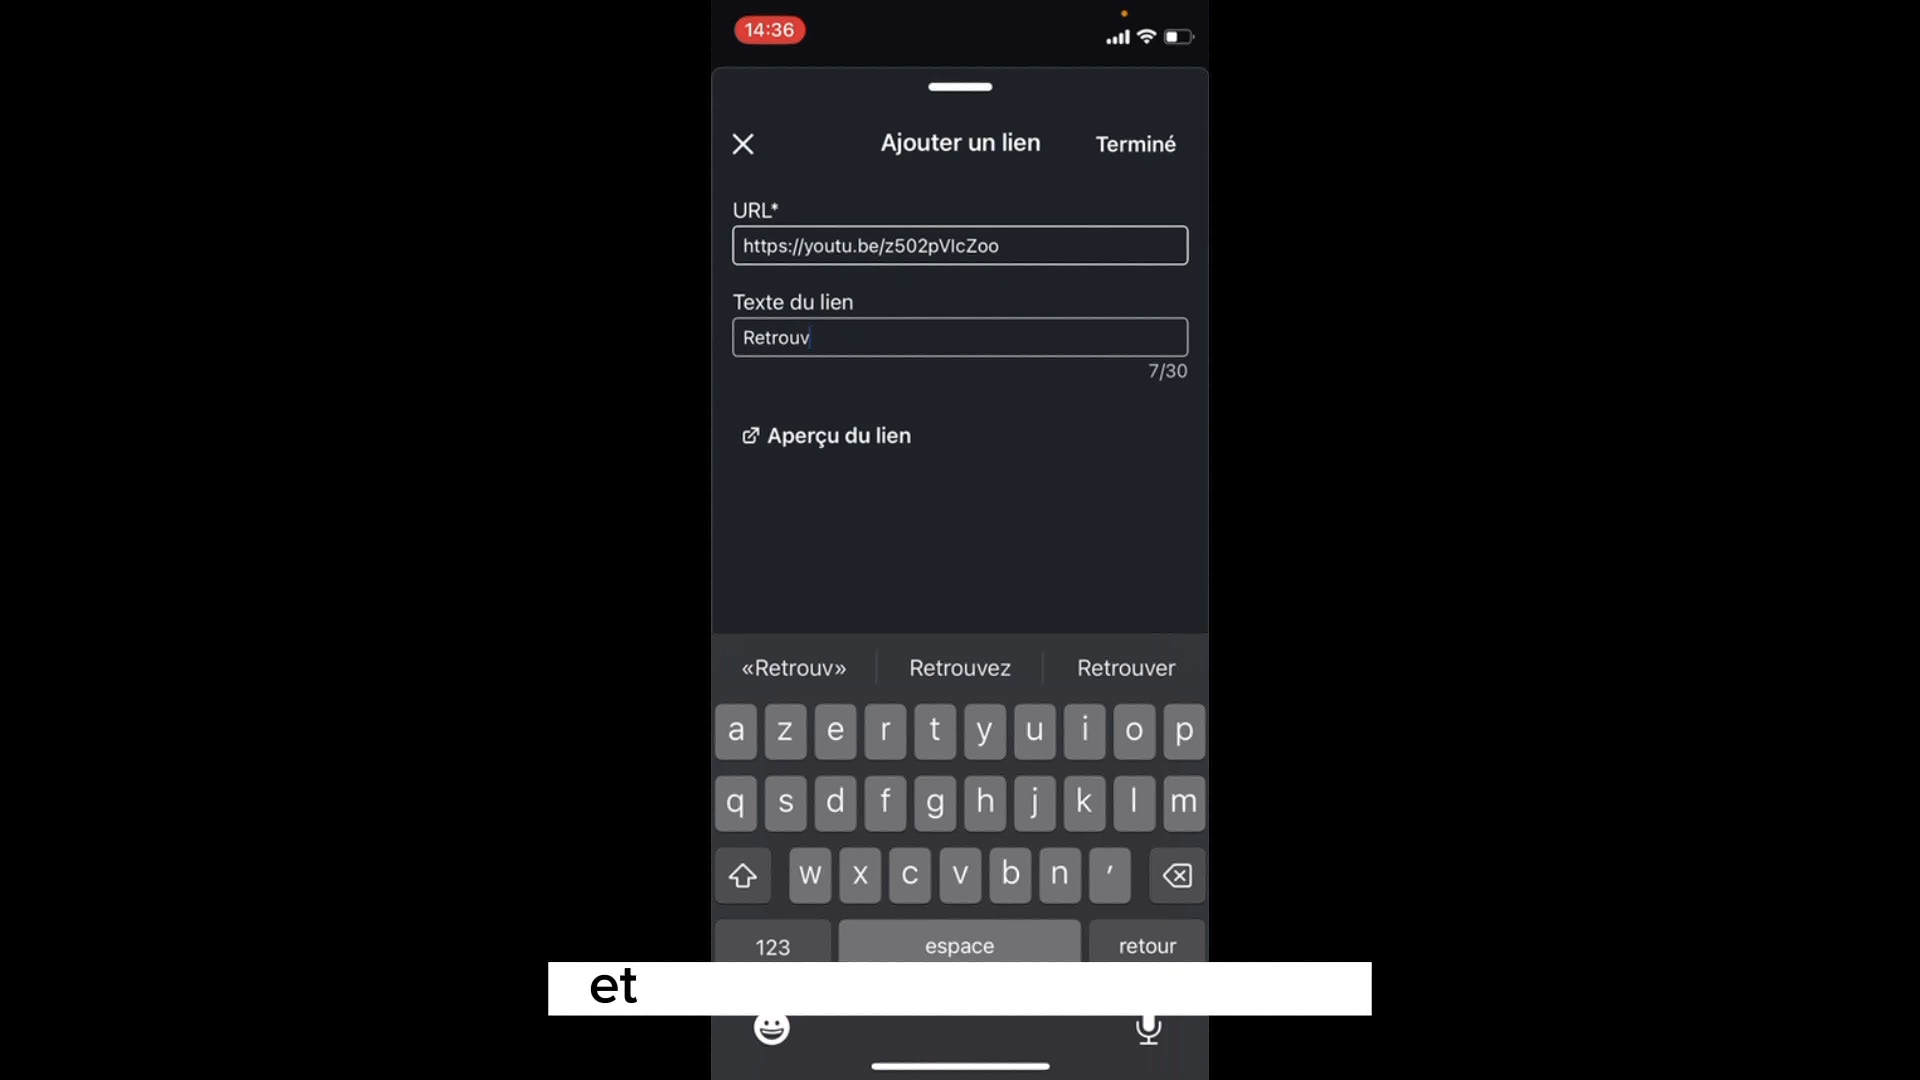 14:36
Ajouter un lien
Terminé
URL*
https://youtu.be/z502pVIcZoo
Texte du lien
Retrouv
7/30
Aperçu du lien
«Retrouv» Retrouvez Retrouver
a z e r t y u i o p
q s d f g h j k l m
w x c v b n ′
123 espace retour
et